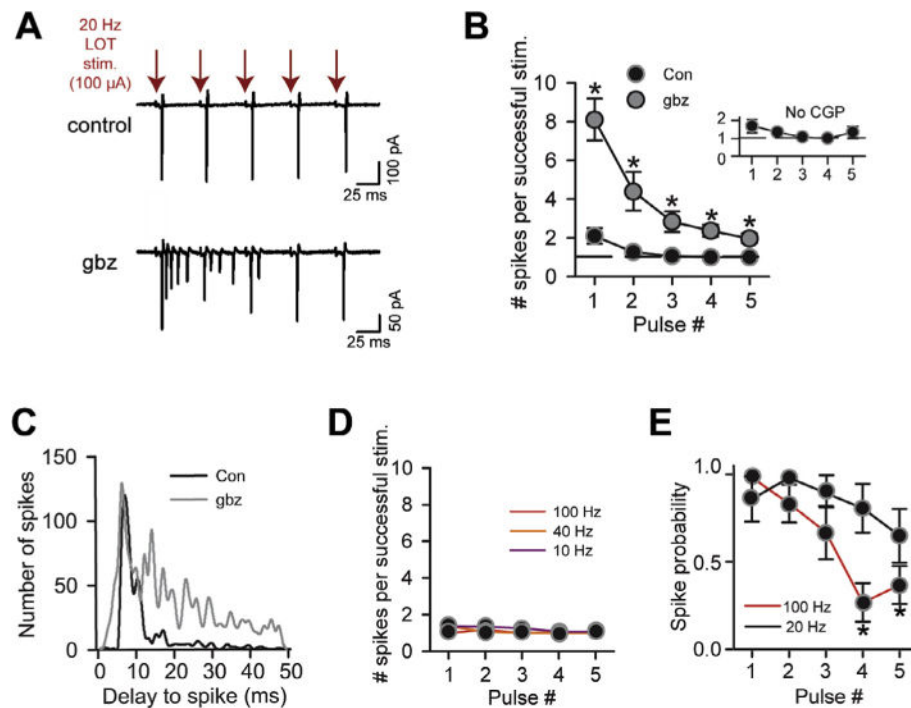 A
20 Hz
LOT
stim.
(100 µA)
control
100 pA
25 ms
gbz
50 pA
25 ms
B
# spikes per successful stim.
10
8
6
4
2
0
Con
gbz
*
*
*
*
*
1 2 3 4 5
Pulse #
No CGP
2
1
0
1 2 3 4 5
C
Number of spikes
150
100
50
0
Con
gbz
0 10 20 30 40 50
Delay to spike (ms)
D
# spikes per successful stim.
10
8
6
4
2
0
100 Hz
40 Hz
10 Hz
1 2 3 4 5
Pulse #
E
Spike probability
1.0
0.5
0.0
100 Hz
20 Hz
*
*
1 2 3 4 5
Pulse #